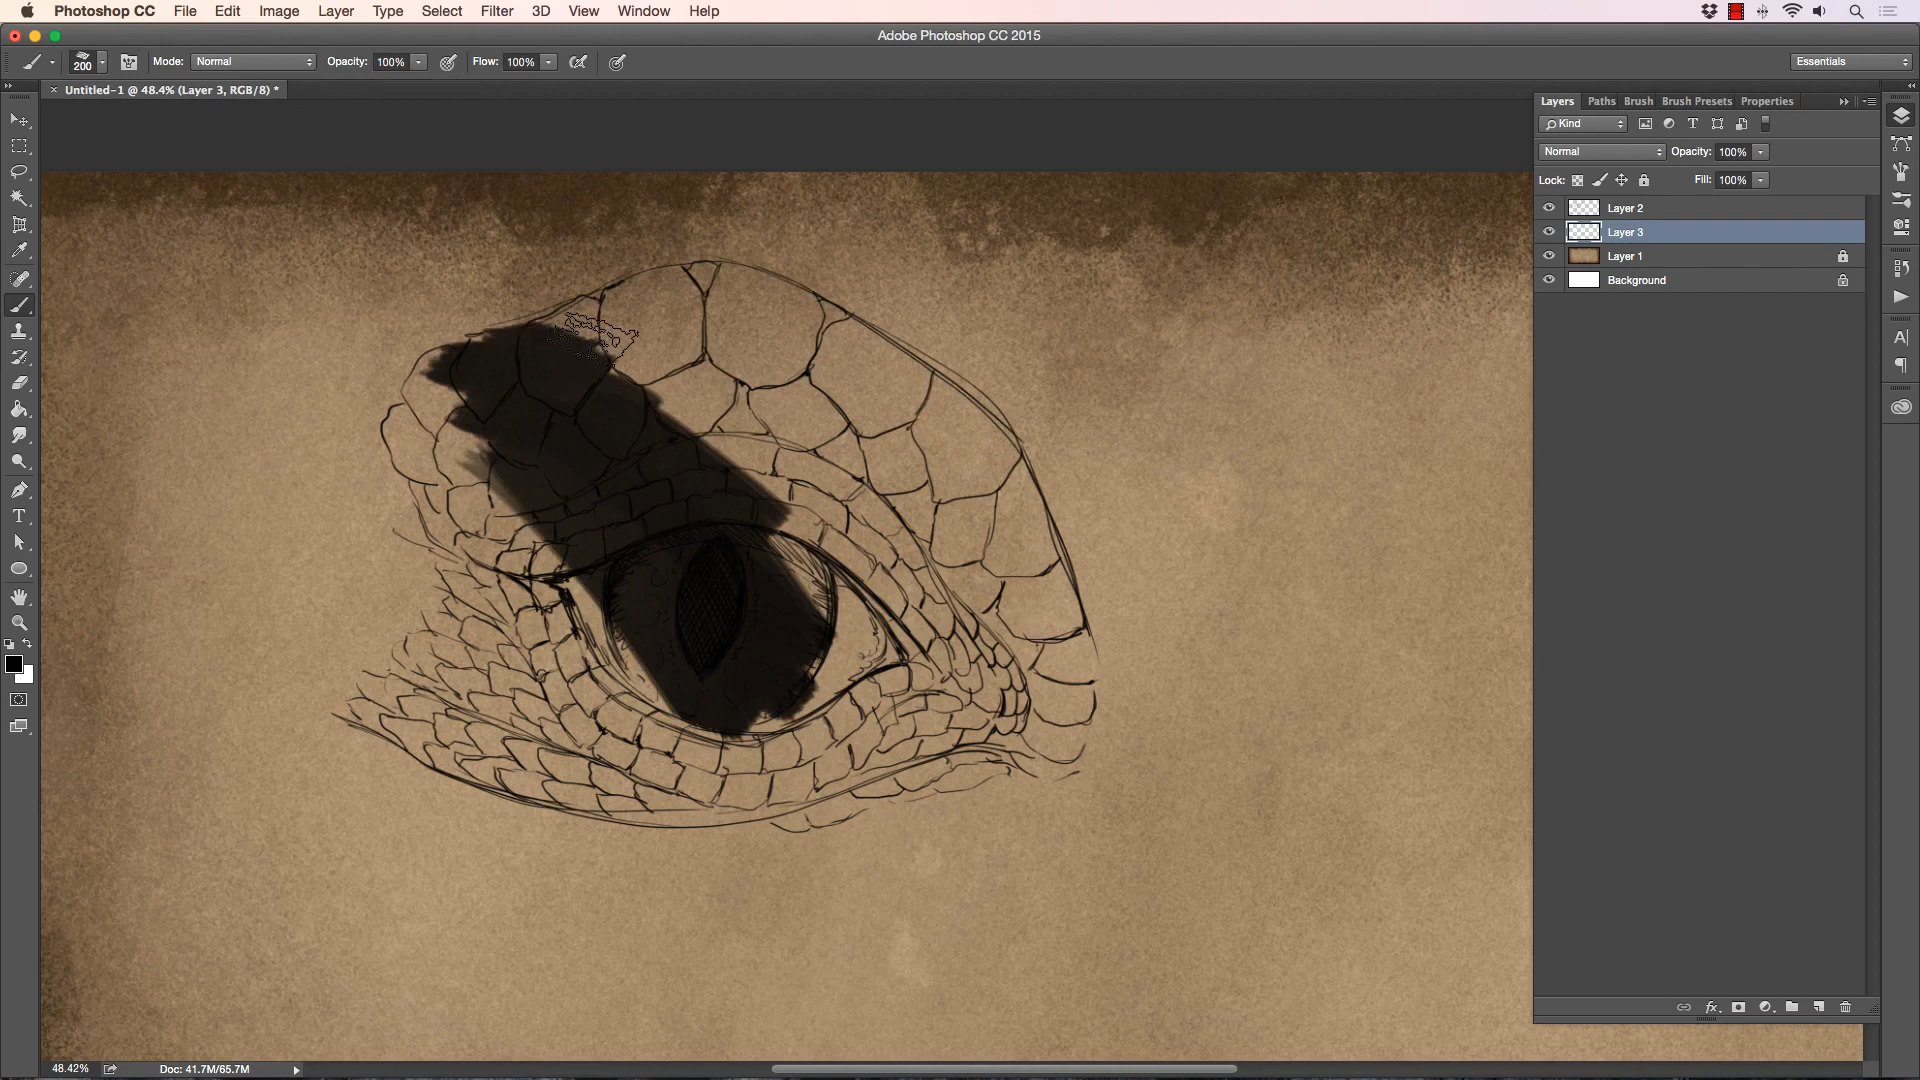 Photoshop CC File Edit Image Layer Type Select Filter 3D View Window Help
Adobe Photoshop CC 2015
200 Mode: Normal Opacity: 100% Flow: 100% Essentials
× Untitled-1 @ 48.4% (Layer 3, RGB/8) *
Layers Paths Brush Brush Presets Properties
Kind
Normal Opacity: 100%
Lock: Fill: 100%
Layer 2
Layer 3
Layer 1
Background
48.42% Doc: 41.7M/65.7M